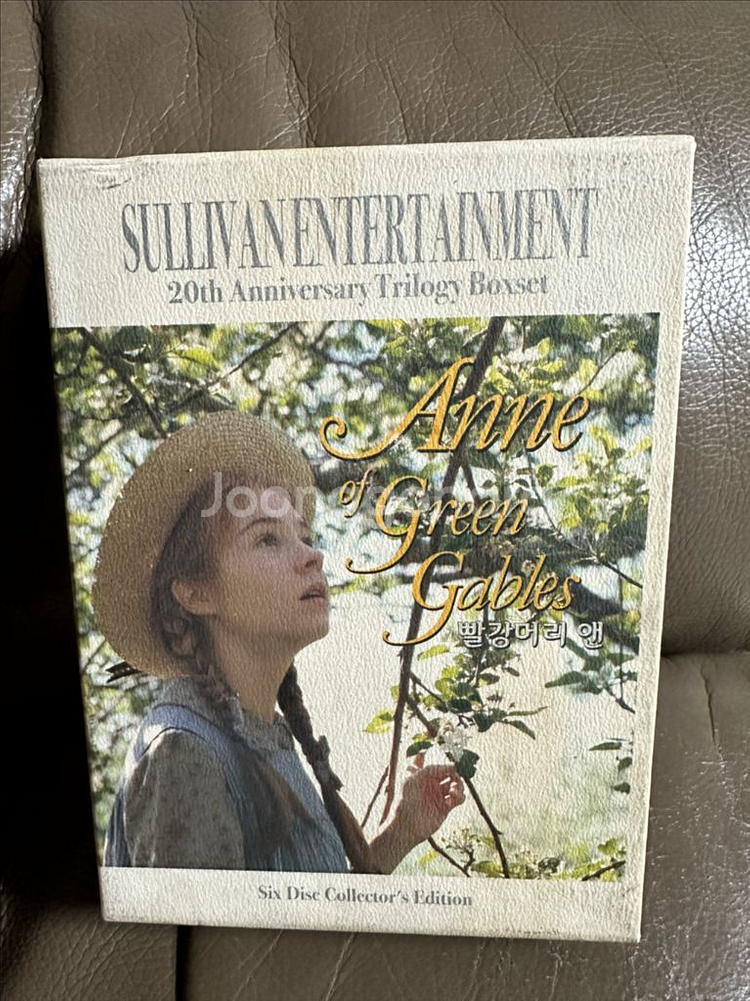 SULLIVAN ENTERTAINMENT
20th Anniversary Trilogy Boxset
Anne
of Green
Gables
빨강머리 앤
Six Disc Collector's Edition